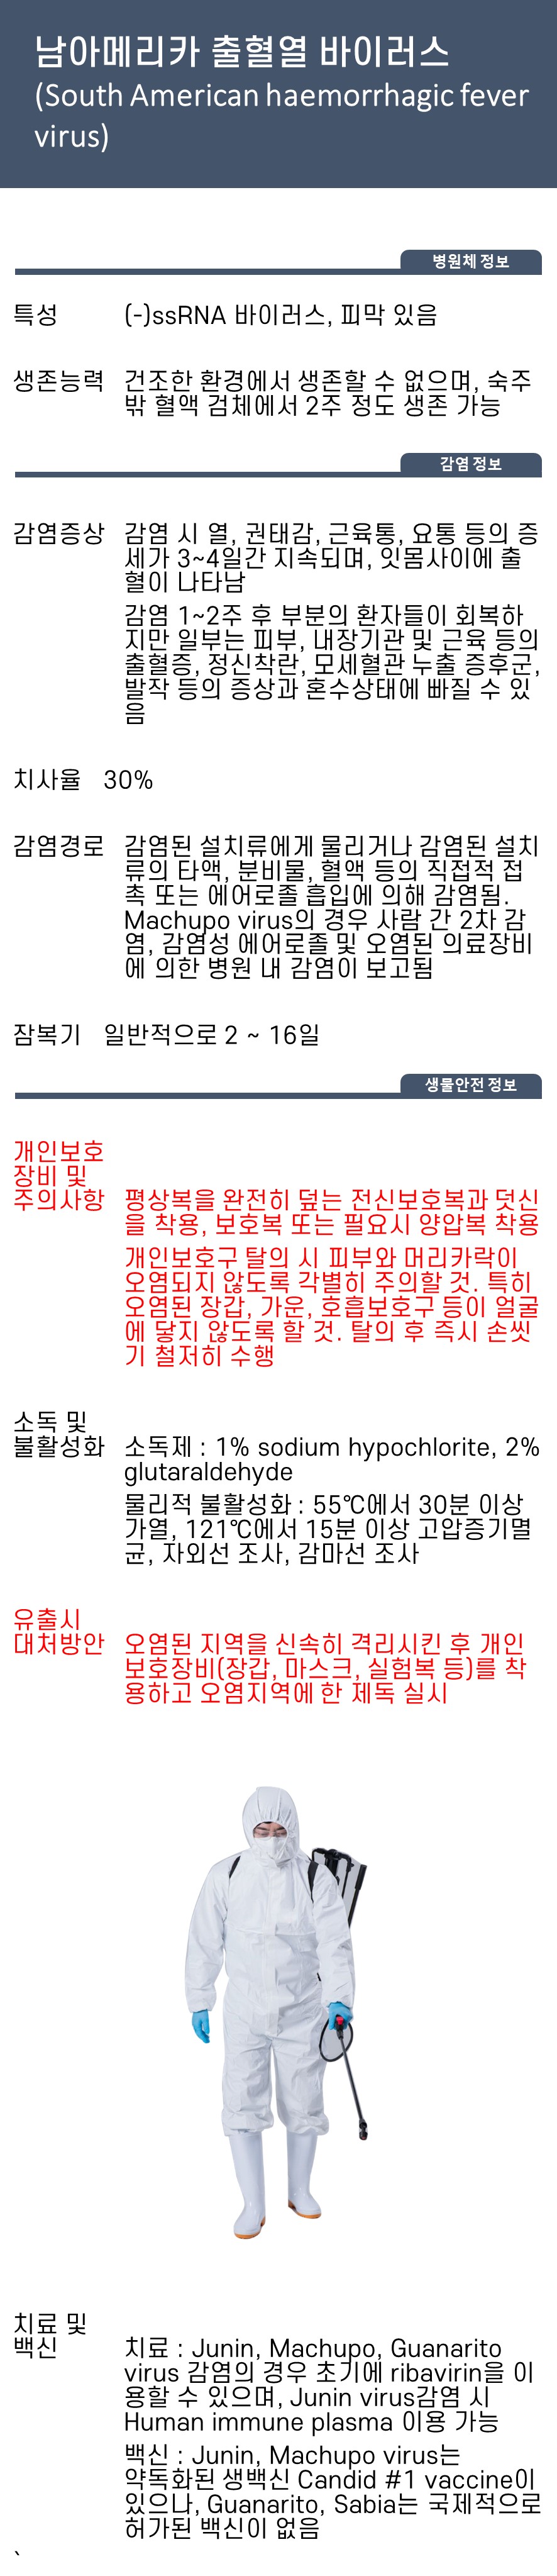 남아메리카 출혈열 바이러스
(South American haemorrhagic fever
virus)
병원체 정보
특성 (-)ssRNA 바이러스, 피막 있음
생존능력 건조한 환경에서 생존할 수 없으며, 숙주
밖 혈액 검체에서 2주 정도 생존 가능
감염 정보
감염증상 감염 시 열, 권태감, 근육통, 요통 등의 증
세가 3~4일간 지속되며, 잇몸사이에 출
혈이 나타남
감염 1~2주 후 부분의 환자들이 회복하
지만 일부는 피부, 내장기관 및 근육 등의
출혈증, 정신착란, 모세혈관 누출 증후군,
발작 등의 증상과 혼수상태에 빠질 수 있
음
치사율 30%
감염경로 감염된 설치류에게 물리거나 감염된 설치
류의 타액, 분비물, 혈액 등의 직접적 접
촉 또는 에어로졸 흡입에 의해 감염됨.
Machupo virus의 경우 사람 간 2차 감
염, 감염성 에어로졸 및 오염된 의료장비
에 의한 병원 내 감염이 보고됨
잠복기 일반적으로 2 ~ 16일
생물안전 정보
개인보호
장비 및
주의사항 평상복을 완전히 덮는 전신보호복과 덧신
을 착용, 보호복 또는 필요시 양압복 착용
개인보호구 탈의 시 피부와 머리카락이
오염되지 않도록 각별히 주의할 것. 특히
오염된 장갑, 가운, 호흡보호구 등이 얼굴
에 닿지 않도록 할 것. 탈의 후 즉시 손씻
기 철저히 수행
소독 및
불활성화 소독제 : 1% sodium hypochlorite, 2%
glutaraldehyde
물리적 불활성화 : 55℃에서 30분 이상
가열, 121℃에서 15분 이상 고압증기멸
균, 자외선 조사, 감마선 조사
유출시
대처방안 오염된 지역을 신속히 격리시킨 후 개인
보호장비(장갑, 마스크, 실험복 등)를 착
용하고 오염지역에 한 제독 실시
치료 및
백신 치료 : Junin, Machupo, Guanarito
virus 감염의 경우 초기에 ribavirin을 이
용할 수 있으며, Junin virus감염 시
Human immune plasma 이용 가능
백신 : Junin, Machupo virus는
약독화된 생백신 Candid #1 vaccine이
있으나, Guanarito, Sabia는 국제적으로
허가된 백신이 없음
`